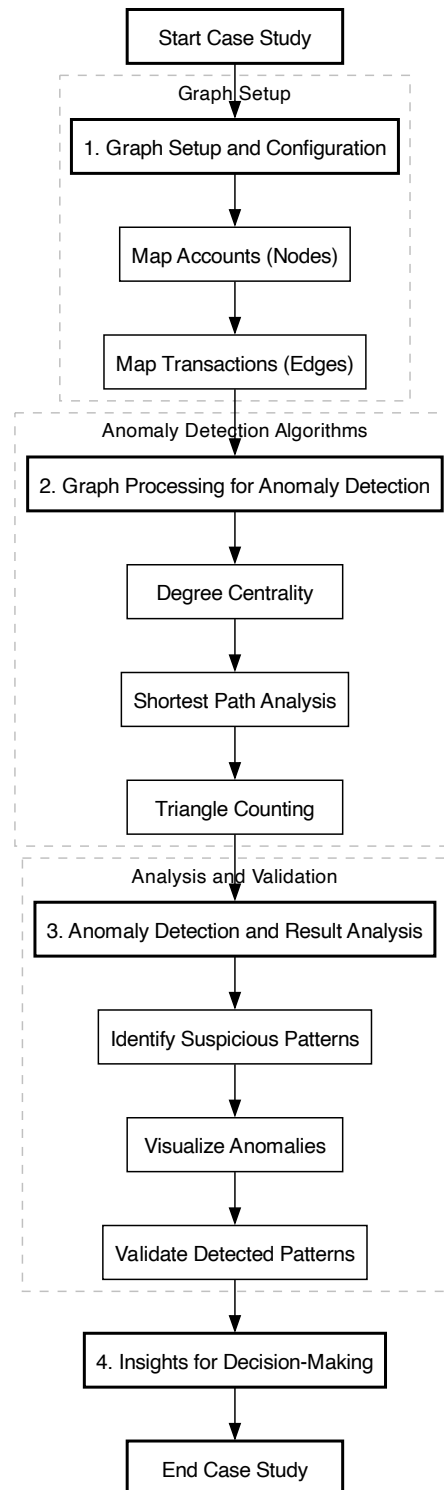 Start Case Study
Graph Setup
1. Graph Setup and Configuration
Map Accounts (Nodes)
Map Transactions (Edges)
Anomaly Detection Algorithms
2. Graph Processing for Anomaly Detection
Degree Centrality
Shortest Path Analysis
Triangle Counting
Analysis and Validation
3. Anomaly Detection and Result Analysis
Identify Suspicious Patterns
Visualize Anomalies
Validate Detected Patterns
4. Insights for Decision-Making
End Case Study